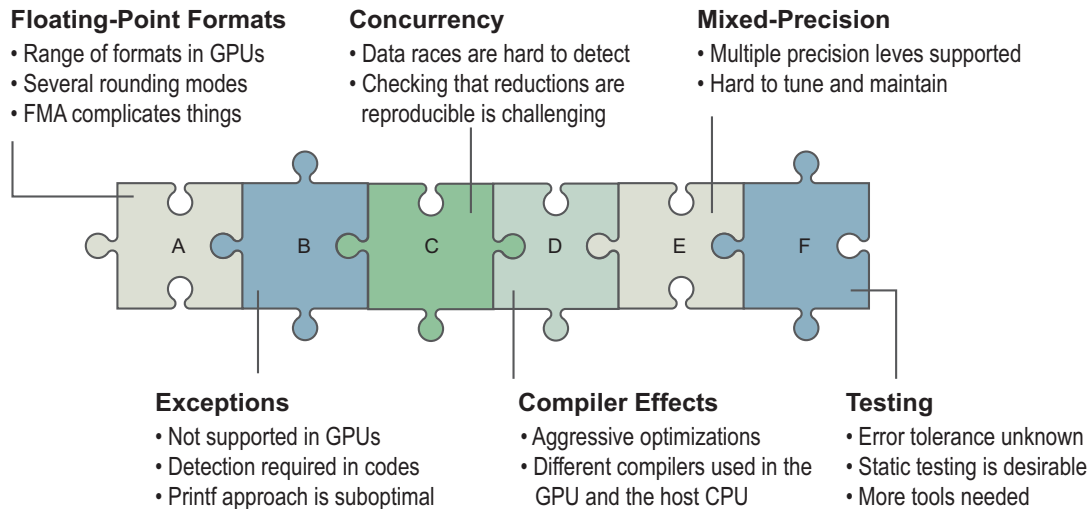 Floating-Point Formats
• Range of formats in GPUs
• Several rounding modes
• FMA complicates things
Concurrency
• Data races are hard to detect
• Checking that reductions are
reproducible is challenging
Mixed-Precision
• Multiple precision leves supported
• Hard to tune and maintain
A
B
C
D
E
F
Exceptions
• Not supported in GPUs
• Detection required in codes
• Printf approach is suboptimal
Compiler Effects
• Aggressive optimizations
• Different compilers used in the
GPU and the host CPU
Testing
• Error tolerance unknown
• Static testing is desirable
• More tools needed